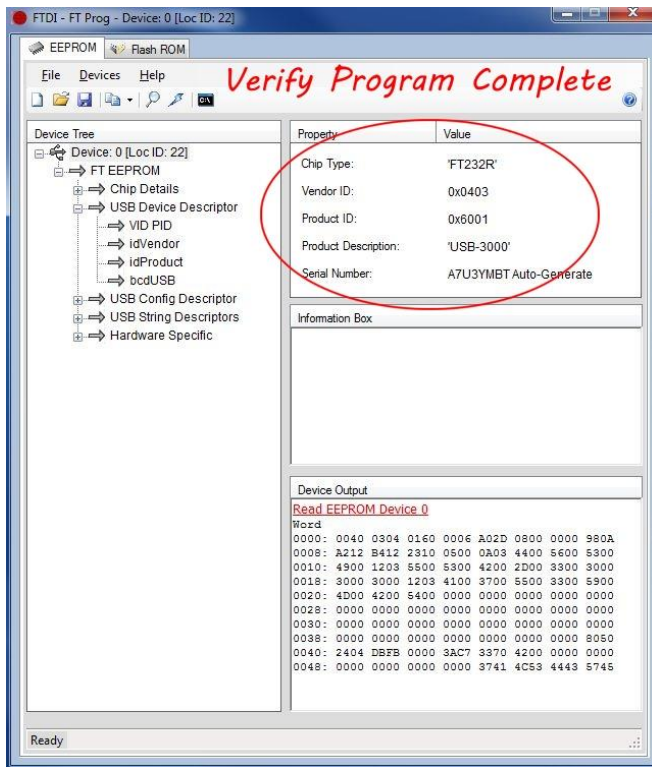 FTDI - FT Prog - Device: 0 [Loc ID: 22]
EEPROM Flash ROM
File Devices Help
Verify Program Complete
Device Tree
Device: 0 [Loc ID: 22]
FT EEPROM
Chip Details
USB Device Descriptor
VID PID
idVendor
idProduct
bcdUSB
USB Config Descriptor
USB String Descriptors
Hardware Specific
Property Value
Chip Type: 'FT232R'
Vendor ID: 0x0403
Product ID: 0x6001
Product Description: 'USB-3000'
Serial Number: A7U3YMBT Auto-Generate
Information Box
Device Output
Read EEPROM Device 0
Word
0000: 0040 0304 0160 0006 A02D 0800 0000 980A
0008: A212 B412 2310 0500 0A03 4400 5600 5300
0010: 4900 1203 5500 5300 4200 2D00 3300 3000
0018: 3000 3000 1203 4100 3700 5500 3300 5900
0020: 4D00 4200 5400 0000 0000 0000 0000 0000
0028: 0000 0000 0000 0000 0000 0000 0000 0000
0030: 0000 0000 0000 0000 0000 0000 0000 0000
0038: 0000 0000 0000 0000 0000 0000 0000 8050
0040: 2404 DBFB 0000 3AC7 3370 4200 0000 0000
0048: 0000 0000 0000 0000 3741 4C53 4443 5745
Ready